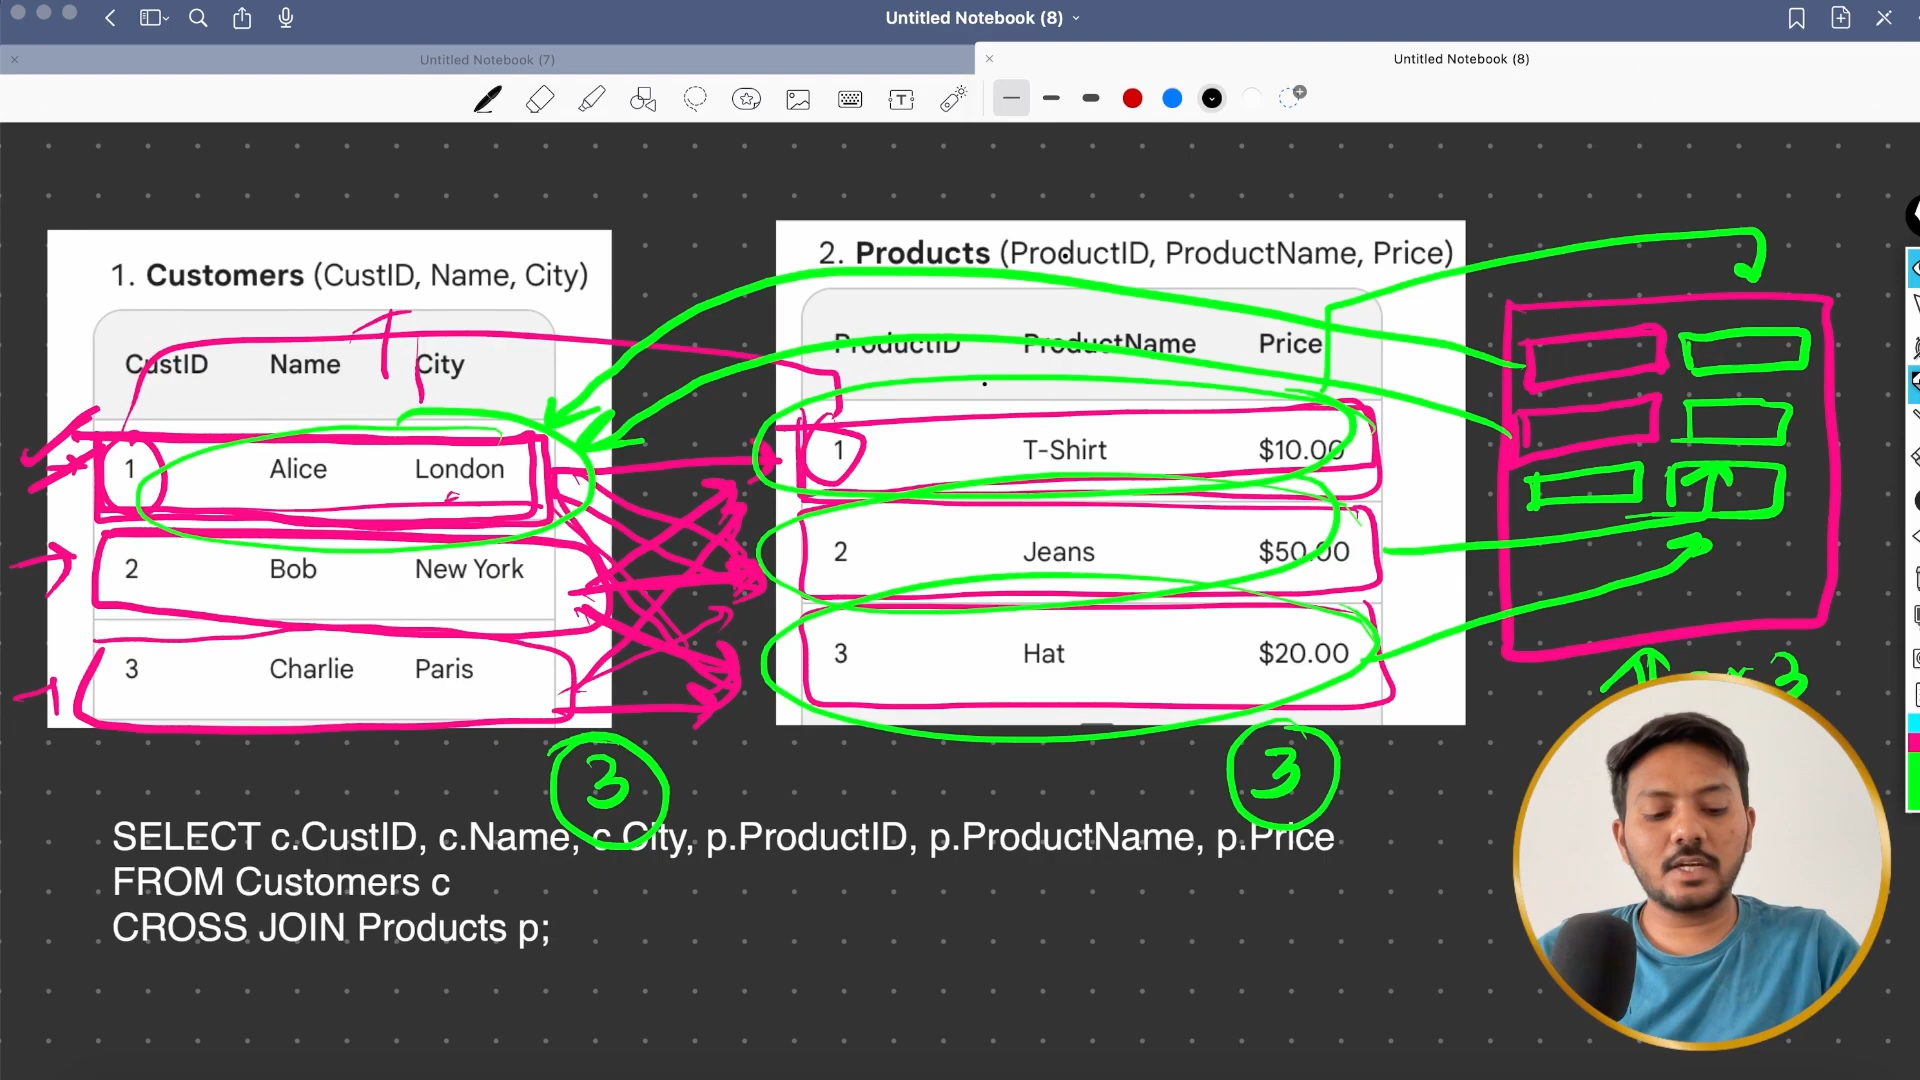 Untitled Notebook (8)
Untitled Notebook (7)
Untitled Notebook (8)
1. Customers (CustID, Name, City)
CustID Name City
1 Alice London
2 Bob New York
3 Charlie Paris
2. Products (ProductID, ProductName, Price)
ProductID ProductName Price
1 T-Shirt $10.00
2 Jeans $50.00
3 Hat $20.00
3
3
3
SELECT c.CustID, c.Name, c.City, p.ProductID, p.ProductName, p.Price
FROM Customers c
CROSS JOIN Products p;